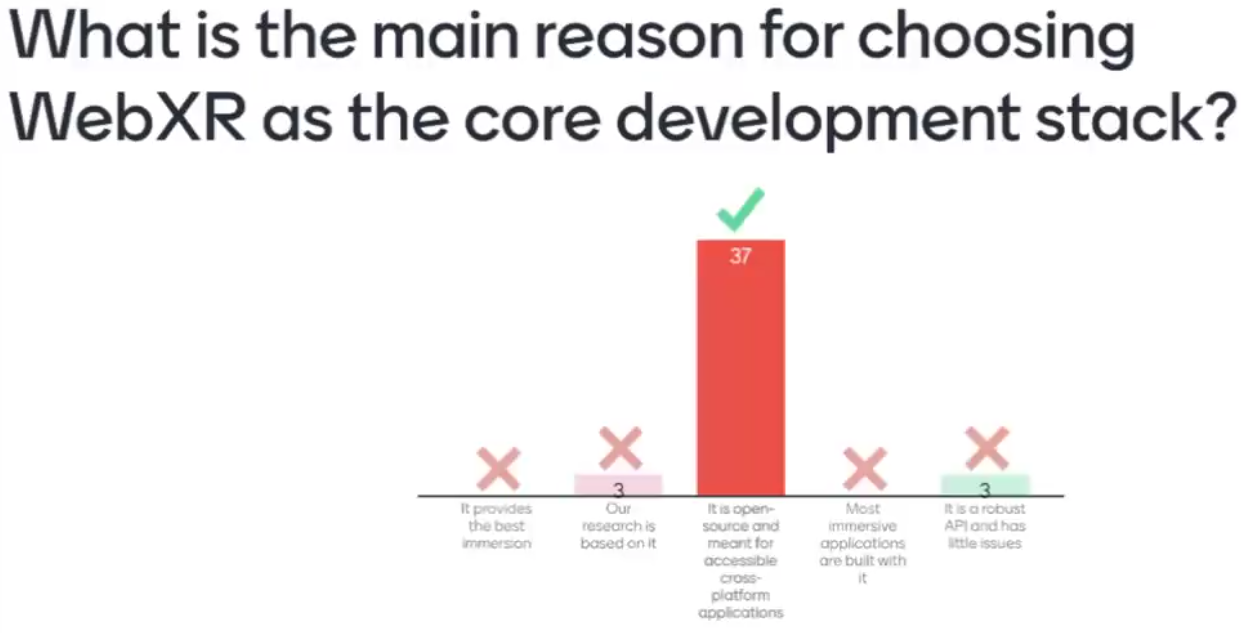 What is the main reason for choosing
WebXR as the core development stack?
37
3
3
It provides
the best
immersion
Our
research is
based on it
It is open-
source and
meant for
accessible
cross-
platform
applications
Most
immersive
applications
are built with
it
It is a robust
API and has
little issues